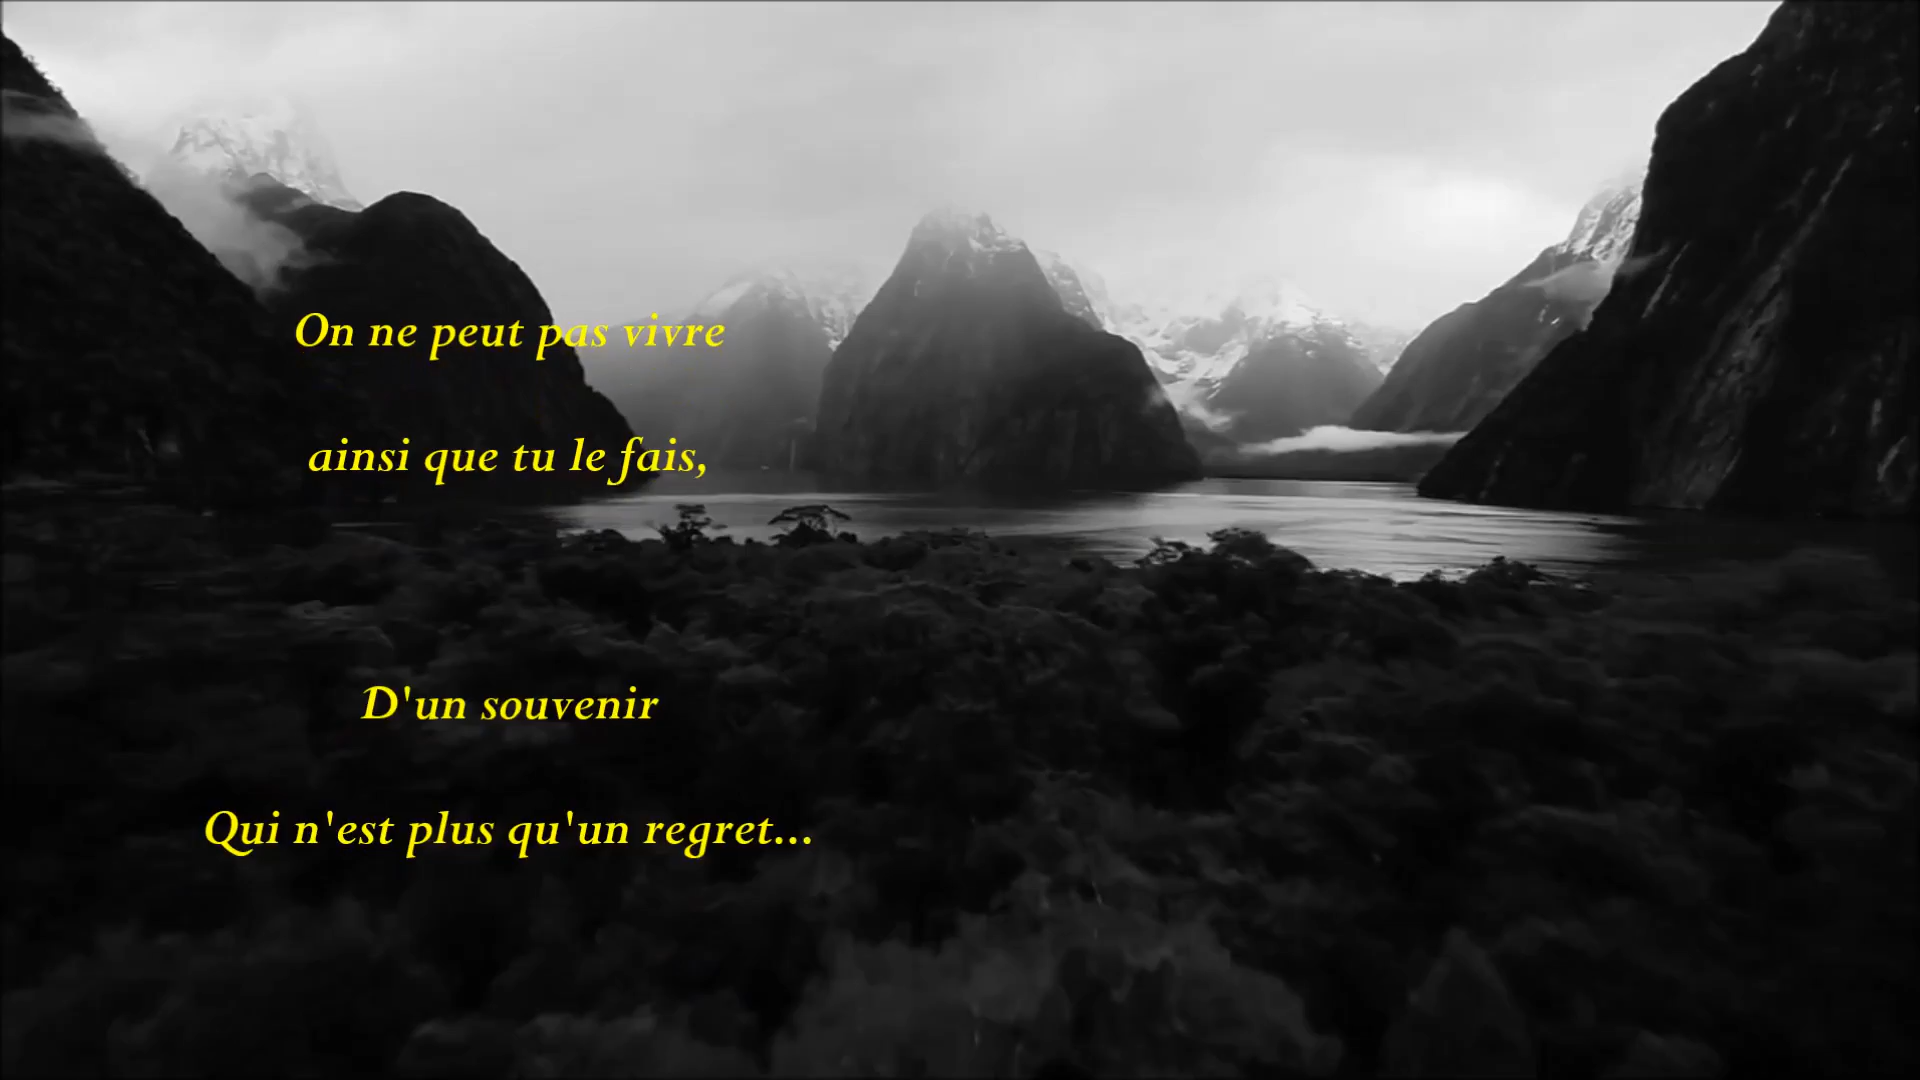 On ne peut pas vivre
ainsi que tu le fais,
D'un souvenir
Qui n'est plus qu'un regret...